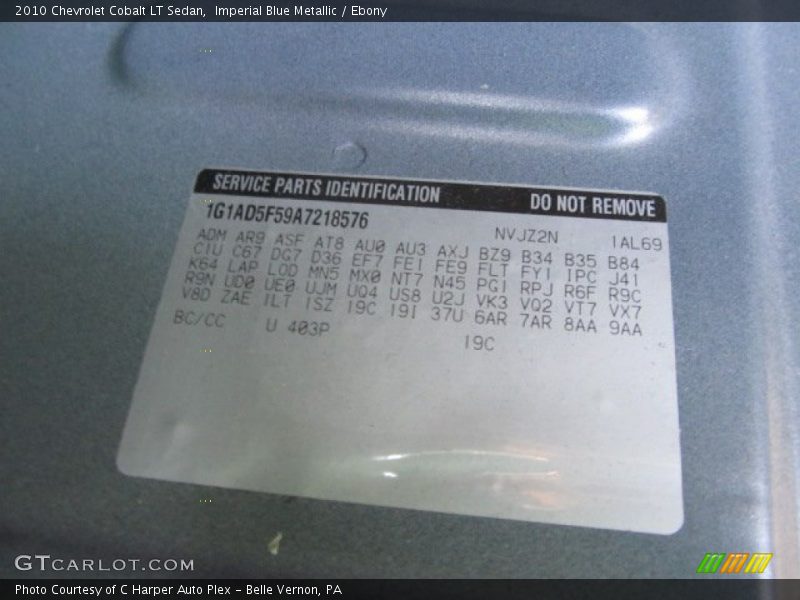 2010 Chevrolet Cobalt LT Sedan,  Imperial Blue Metallic / Ebony
SERVICE PARTS IDENTIFICATION DO NOT REMOVE
1G1AD5F59A7218576 NVJZ2N 1AL69
ADM AR9 ASF AT8 AU0 AU3 AXJ BZ9 B34 B35 B84
C1U C67 DG7 D36 EF7 FE1 FE9 FLT FY1 IPC J41
K64 LAP LOD MN5 MX0 NT7 N45 PG1 RPJ R6F R9C
R9N UD0 UE0 UJM UQ4 US8 U2J VK3 VQ2 VT7 VX7
V8D ZAE 1LT 1SZ 19C 19I 37U 6AR 7AR 8AA 9AA
BC/CC U 403P 19C
GTCARLOT.COM
Photo Courtesy of C Harper Auto Plex – Belle Vernon, PA